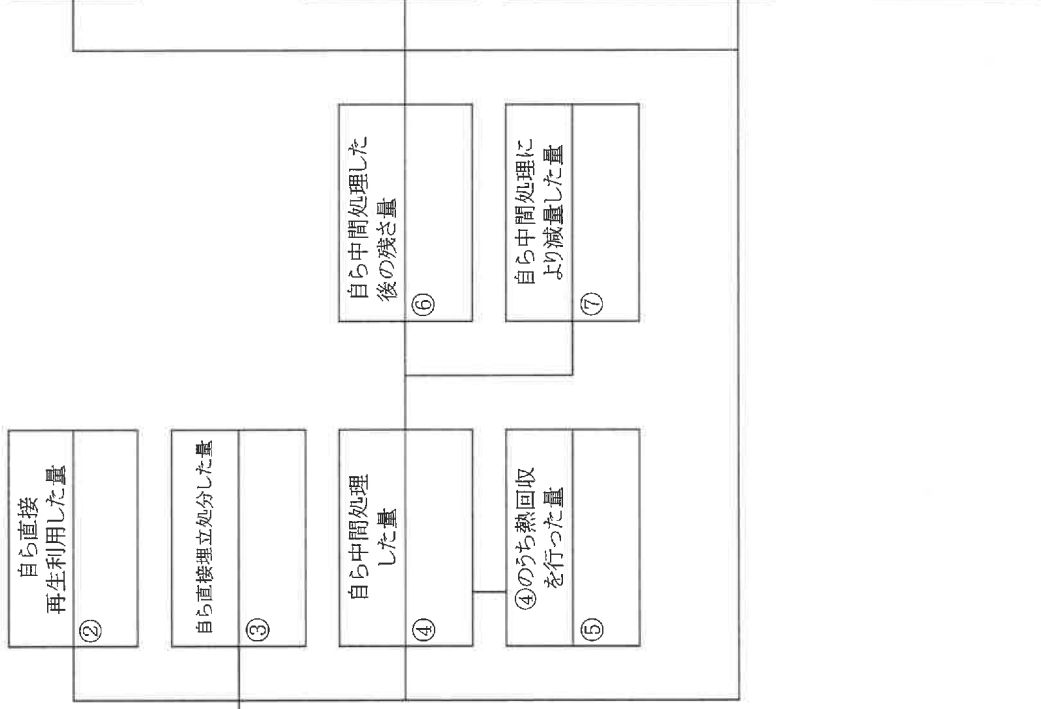 自ら直接
再生利用した量
②
自ら直接埋立処分した量
③
自ら中間処理
した量
④
④のうち熱回収
を行った量
⑤
自ら中間処理した
後の残さ量
⑥
自ら中間処理に
より減量した量
⑦